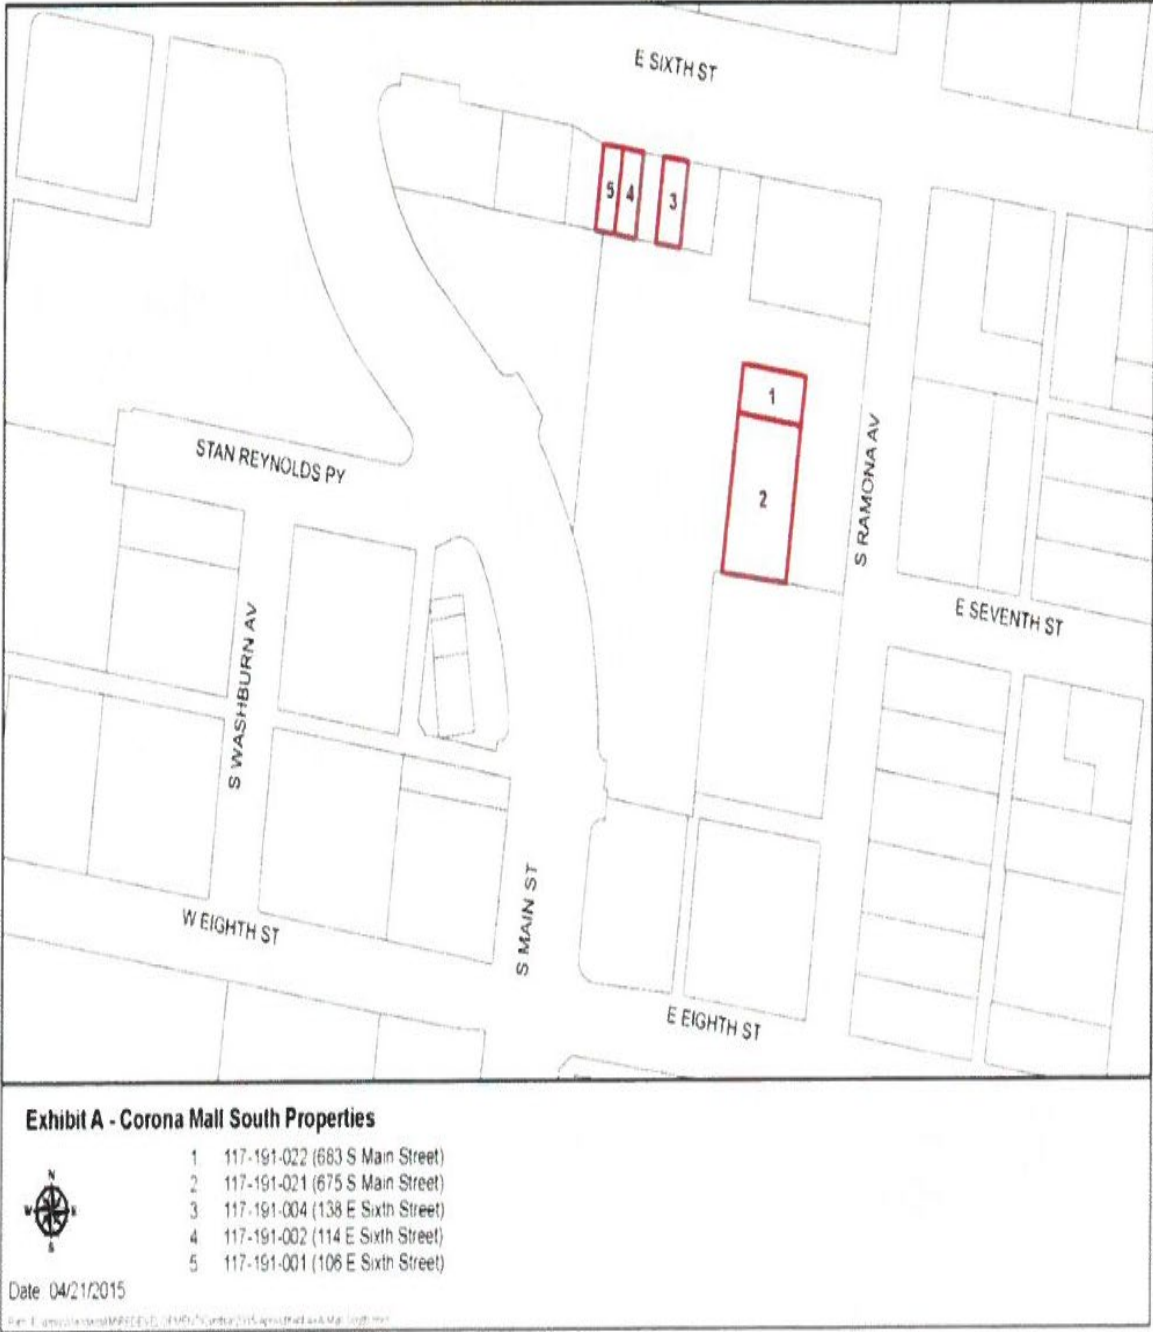 E SIXTH ST
5
4
3
1
2
STAN REYNOLDS PY
S RAMONA AV
E SEVENTH ST
S WASHBURN AV
S MAIN ST
W EIGHTH ST
E EIGHTH ST
Exhibit A - Corona Mall South Properties
1 117-191-022 (683 S Main Street)
2 117-191-021 (675 S Main Street)
3 117-191-004 (138 E Sixth Street)
4 117-191-002 (114 E Sixth Street)
5 117-191-001 (106 E Sixth Street)
N
W E
S
Date: 04/21/2015